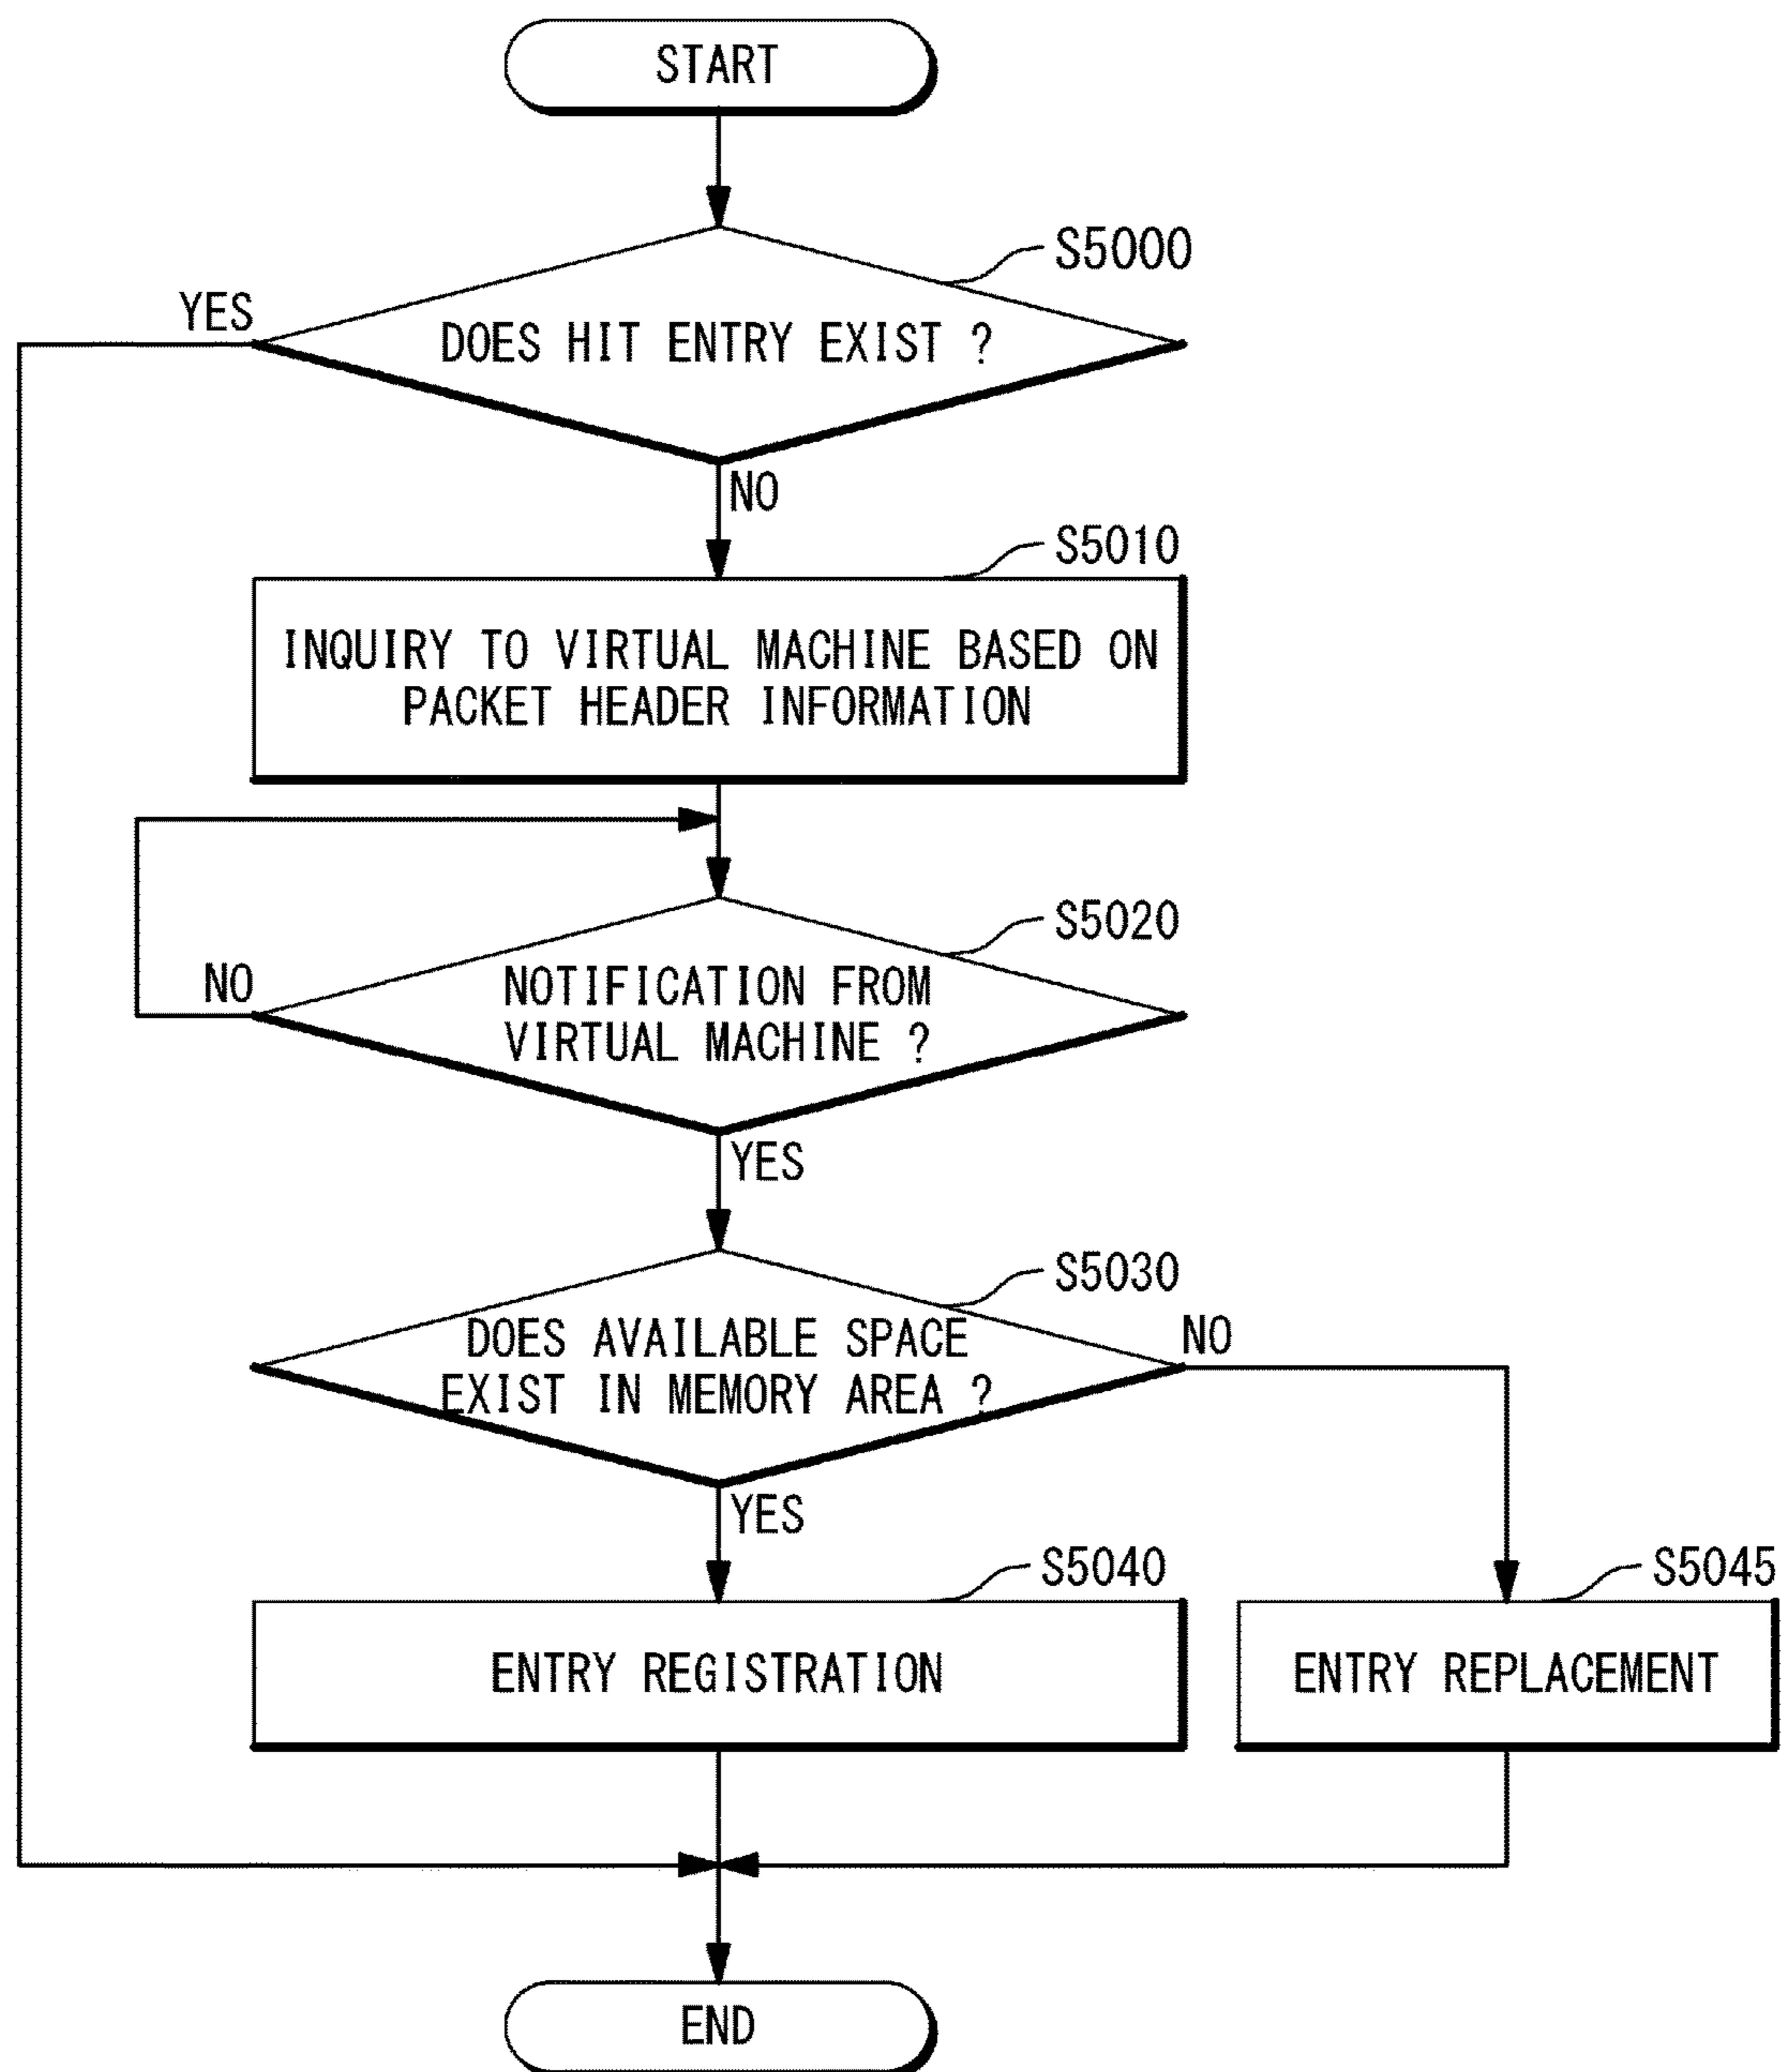 START
S5000
YES
DOES HIT ENTRY EXIST ?
NO
S5010
INQUIRY TO VIRTUAL MACHINE BASED ON
PACKET HEADER INFORMATION
S5020
NO
NOTIFICATION FROM
VIRTUAL MACHINE ?
YES
S5030
NO
DOES AVAILABLE SPACE
EXIST IN MEMORY AREA ?
YES
S5040
S5045
ENTRY REGISTRATION
ENTRY REPLACEMENT
END